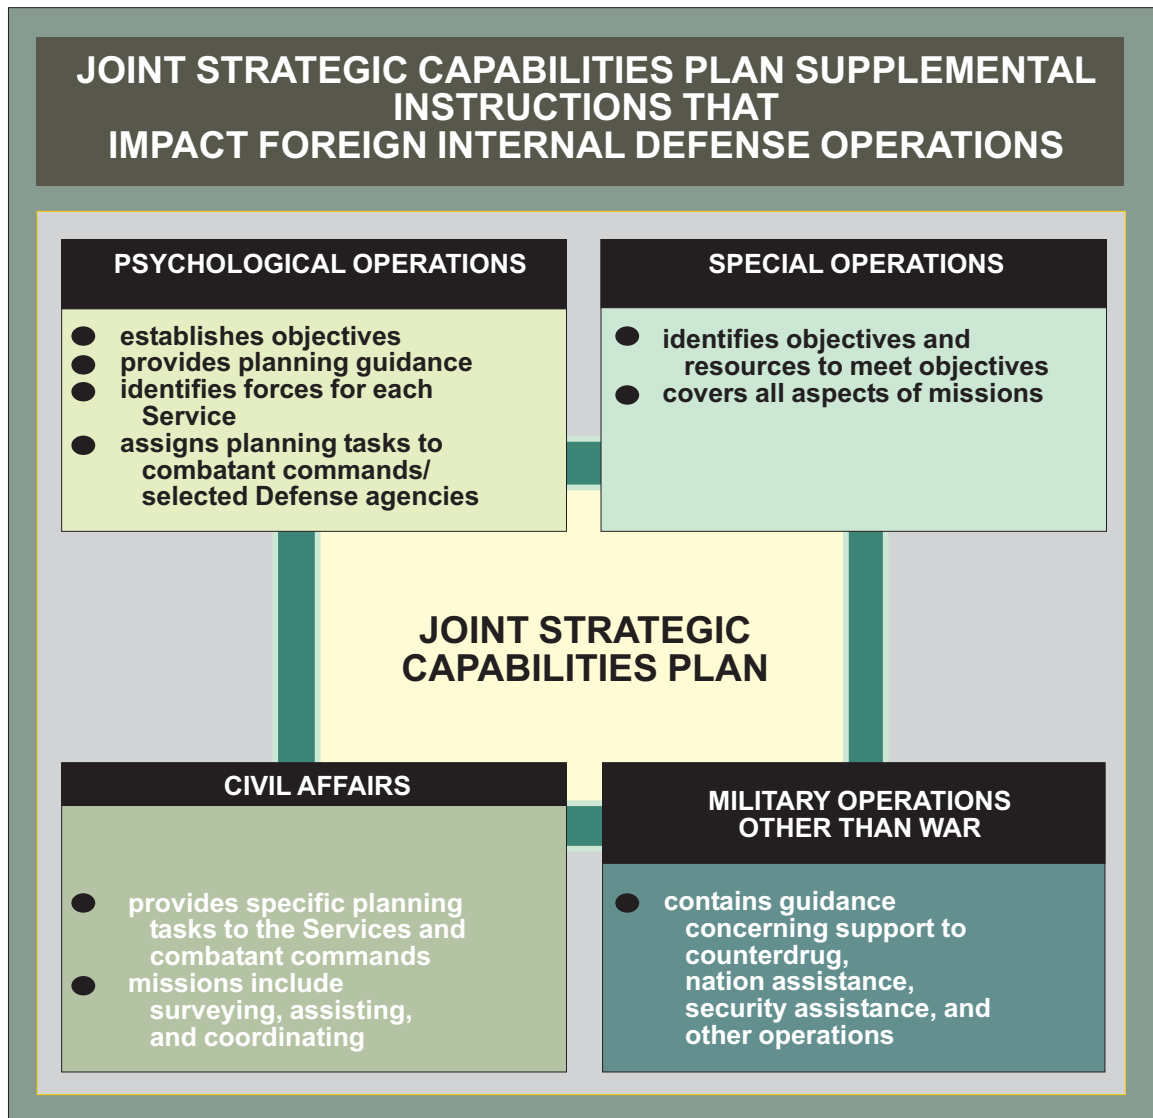 JOINT STRATEGIC CAPABILITIES PLAN SUPPLEMENTAL
INSTRUCTIONS THAT
IMPACT FOREIGN INTERNAL DEFENSE OPERATIONS
PSYCHOLOGICAL OPERATIONS
establishes objectives
provides planning guidance
identifies forces for each
Service
assigns planning tasks to
combatant commands/
selected Defense agencies
SPECIAL OPERATIONS
identifies objectives and
resources to meet objectives
covers all aspects of missions
JOINT STRATEGIC
CAPABILITIES PLAN
CIVIL AFFAIRS
provides specific planning
tasks to the Services and
combatant commands
missions include
surveying, assisting,
and coordinating
MILITARY OPERATIONS
OTHER THAN WAR
contains guidance
concerning support to
counterdrug,
nation assistance,
security assistance, and
other operations